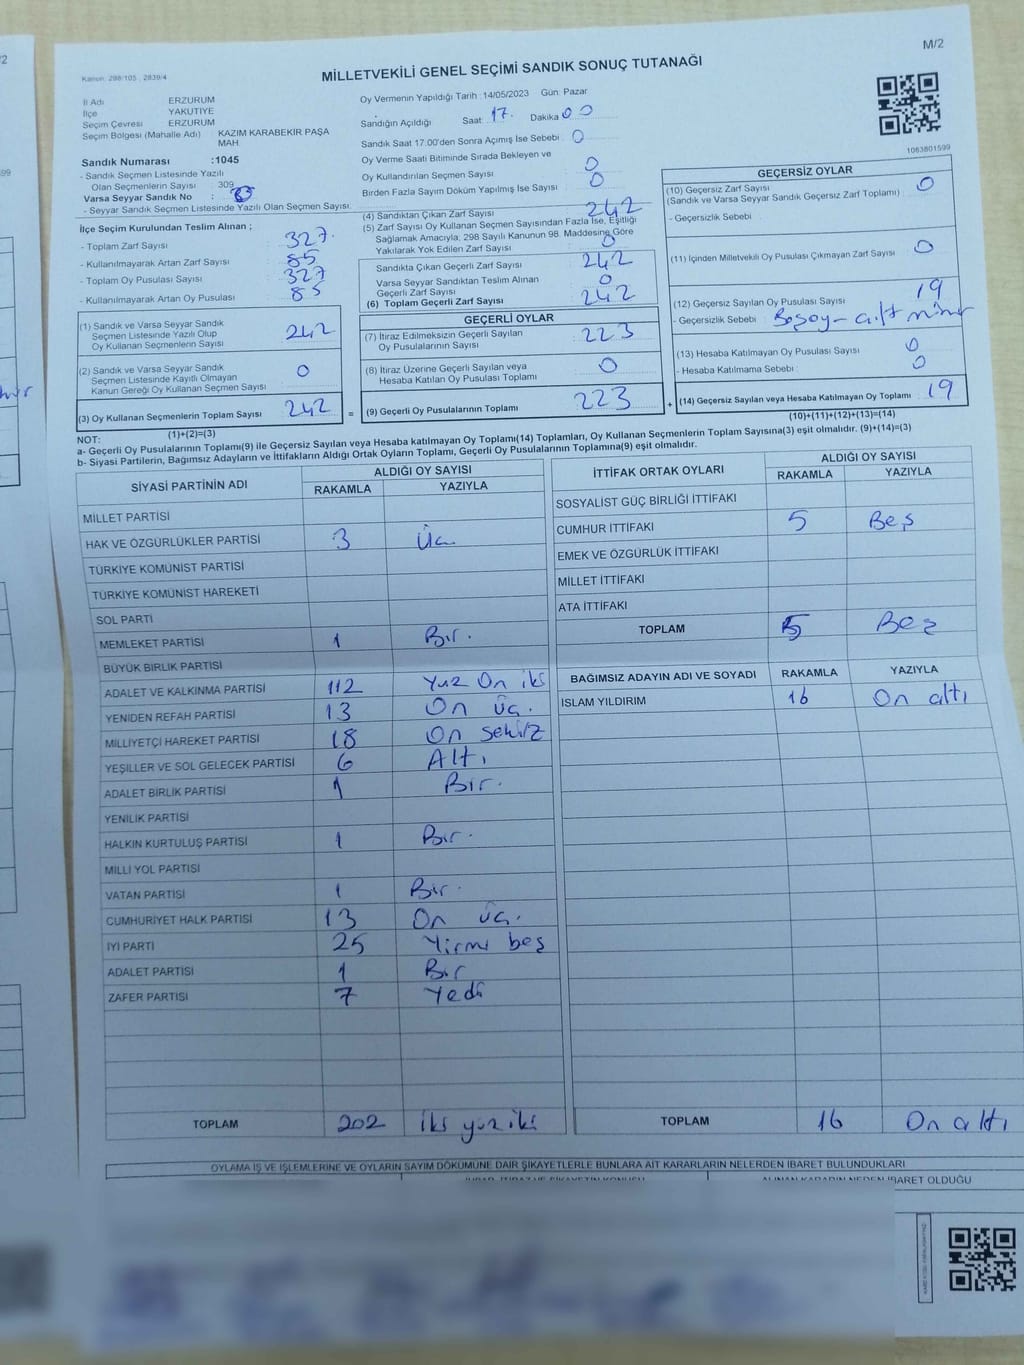 M/2
Kanun: 298/105 , 2839/4
MİLLETVEKİLİ GENEL SEÇİMİ SANDIK SONUÇ TUTANAĞI
İl Adı ERZURUM
İlçe YAKUTİYE
Seçim Çevresi ERZURUM
Seçim Bölgesi (Mahalle Adı) : KAZIM KARABEKİR PAŞA MAH
Sandık Numarası :1045
- Sandık Seçmen Listesinde Yazılı
Olan Seçmenlerin Sayısı : 309
Varsa Seyyar Sandık No :
- Seyyar Sandık Seçmen Listesinde Yazılı Olan Seçmen Sayısı:
Oy Vermenin Yapıldığı Tarih :14/05/2023 Gün: Pazar
Sandığın Açıldığı Saat: 17. Dakika 00
Sandık Saat 17:00'den Sonra Açımış İse Sebebi : 0
Oy Verme Saati Bitiminde Sırada Bekleyen ve
Oy Kullandırılan Seçmen Sayısı : 0
Birden Fazla Sayım Döküm Yapılmış İse Sayısı : 0
1063801599
İlçe Seçim Kurulundan Teslim Alınan ;
- Toplam Zarf Sayısı : 327.
- Kullanılmayarak Artan Zarf Sayısı : 85
- Toplam Oy Pusulası Sayısı : 327
- Kullanılmayarak Artan Oy Pusulası : 85
(1) Sandık ve Varsa Seyyar Sandık
Seçmen Listesinde Yazılı Olup
Oy Kullanan Seçmenlerin Sayısı 242
(2) Sandık ve Varsa Seyyar Sandık
Seçmen Listesinde Kayıtlı Olmayan
Kanun Gereği Oy Kullanan Seçmen Sayısı 0
(3) Oy Kullanan Seçmenlerin Toplam Sayısı 242
(1)+(2)=(3)
(4) Sandıktan Çıkan Zarf Sayısı 242
(5) Zarf Sayısı Oy Kullanan Seçmen Sayısından Fazla İse, Eşitliği
Sağlamak Amacıyla; 298 Sayılı Kanunun 98. Maddesine Göre
Yakılarak Yok Edilen Zarf Sayısı : 0
Sandıkta Çıkan Geçerli Zarf Sayısı 242
Varsa Seyyar Sandıktan Teslim Alınan
Geçerli Zarf Sayısı 0
(6) Toplam Geçerli Zarf Sayısı 242
GEÇERLİ OYLAR
(7) İtiraz Edilmeksizin Geçerli Sayılan
Oy Pusulalarının Sayısı 223
(8) İtiraz Üzerine Geçerli Sayılan veya
Hesaba Katılan Oy Pusulası Toplamı 0
= (9) Geçerli Oy Pusulalarının Toplamı 223 +
GEÇERSİZ OYLAR
(10) Geçersiz Zarf Sayısı :
(Sandık ve Varsa Seyyar Sandık Geçersiz Zarf Toplamı) 0
- Geçersizlik Sebebi :
(11) İçinden Milletvekili Oy Pusulası Çıkmayan Zarf Sayısı : 0
(12) Geçersiz Sayılan Oy Pusulası Sayısı : 19
- Geçersizlik Sebebi :
(13) Hesaba Katılmayan Oy Pusulası Sayısı : 0
- Hesaba Katılmama Sebebi : 0
(14) Geçersiz Sayılan veya Hesaba Katılmayan Oy Toplamı : 19
(10)+(11)+(12)+(13)=(14)
NOT:
a- Geçerli Oy Pusulalarının Toplamı(9) ile Geçersiz Sayılan veya Hesaba katılmayan Oy Toplamı(14) Toplamları, Oy Kullanan Seçmenlerin Toplam Sayısına(3) eşit olmalıdır. (9)+(14)=(3)
b- Siyasi Partilerin, Bağımsız Adayların ve İttifakların Aldığı Ortak Oyların Toplamı, Geçerli Oy Pusulalarının Toplamına(9) eşit olmalıdır.
SİYASİ PARTİNİN ADI ALDIĞI OY SAYISI
RAKAMLA YAZIYLA
MİLLET PARTİSİ
HAK VE ÖZGÜRLÜKLER PARTİSİ 3 Üç
TÜRKİYE KOMÜNİST PARTİSİ
TÜRKİYE KOMÜNİST HAREKETİ
SOL PARTİ
MEMLEKET PARTİSİ 1 Bir.
BÜYÜK BİRLİK PARTİSİ
ADALET VE KALKINMA PARTİSİ 112 Yuz On iki
YENİDEN REFAH PARTİSİ 13 On üç.
MİLLİYETÇİ HAREKET PARTİSİ 18 On sekiz
YEŞİLLER VE SOL GELECEK PARTİSİ 6 Altı
ADALET BİRLİK PARTİSİ 1 Bir.
YENİLİK PARTİSİ
HALKIN KURTULUŞ PARTİSİ 1 Bir.
MİLLİ YOL PARTİSİ
VATAN PARTİSİ 1 Bir.
CUMHURİYET HALK PARTİSİ 13 On üç.
İYİ PARTİ 25 Yirmi beş
ADALET PARTİSİ 1 Bir
ZAFER PARTİSİ 7 Yedi
TOPLAM 202 iki yuz iki
İTTİFAK ORTAK OYLARI ALDIĞI OY SAYISI
RAKAMLA YAZIYLA
SOSYALİST GÜÇ BİRLİĞİ İTTİFAKI
CUMHUR İTTİFAKI 5 Beş
EMEK VE ÖZGÜRLÜK İTTİFAKI
MİLLET İTTİFAKI
ATA İTTİFAKI
TOPLAM 5 Beş
BAĞIMSIZ ADAYIN ADI VE SOYADI RAKAMLA YAZIYLA
İSLAM YILDIRIM 16 On altı
TOPLAM 16 On altı
OYLAMA İŞ VE İŞLEMLERİNE VE OYLARIN SAYIM DÖKÜMÜNE DAİR ŞİKAYETLERLE BUNLARA AİT KARARLARIN NELERDEN İBARET BULUNDUKLARI
ALINAN KARARIN NEDEN İBARET OLDUĞU